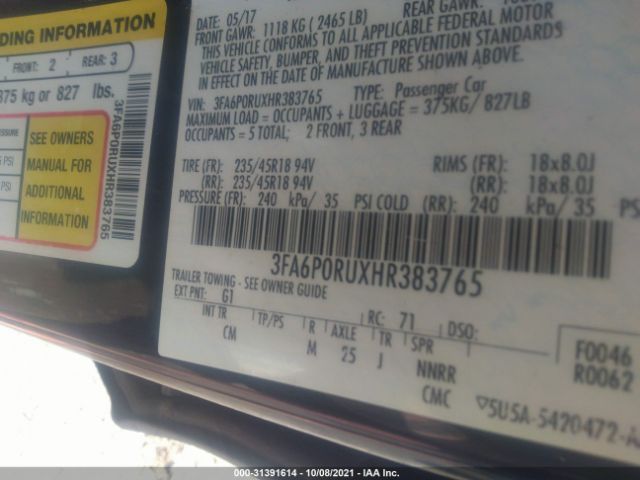 DING INFORMATION
FRONT: 2 REAR: 3
375 kg or 827 lbs.
SEE OWNERS
MANUAL FOR
ADDITIONAL
INFORMATION
PSI
PSI
3FA6P0RUXHR383765
DATE: 05/17
REAR GAWR:
FRONT GAWR: 1118 KG ( 2465 LB)
THIS VEHICLE CONFORMS TO ALL APPLICABLE FEDERAL MOTOR
VEHICLE SAFETY, BUMPER, AND THEFT PREVENTION STANDARDS
IN EFFECT ON THE DATE OF MANUFACTURE SHOWN ABOVE.
VIN: 3FA6P0RUXHR383765 TYPE: Passenger Car
MAXIMUM LOAD = OCCUPANTS + LUGGAGE = 375KG/ 827LB
OCCUPANTS = 5 TOTAL; 2 FRONT, 3 REAR
TIRE (FR): 235/45R18 94V RIMS (FR): 18x8.0J
(RR): 235/45R18 94V (RR): 18x8.0J
PRESSURE (FR): 240 kPa/ 35 PSI COLD (RR): 240 kPa/ 35 PSI
3FA6P0RUXHR383765
TRAILER TOWING - SEE OWNER GUIDE
EXT PNT: G1 RC: 71 DSO:
INT TR TP/PS R AXLE TR SPR
CM M 25 J NNRR
CMC
F0046
R0062
5U5A-5420472-A
000-31391614 - 10/08/2021 - IAA Inc.